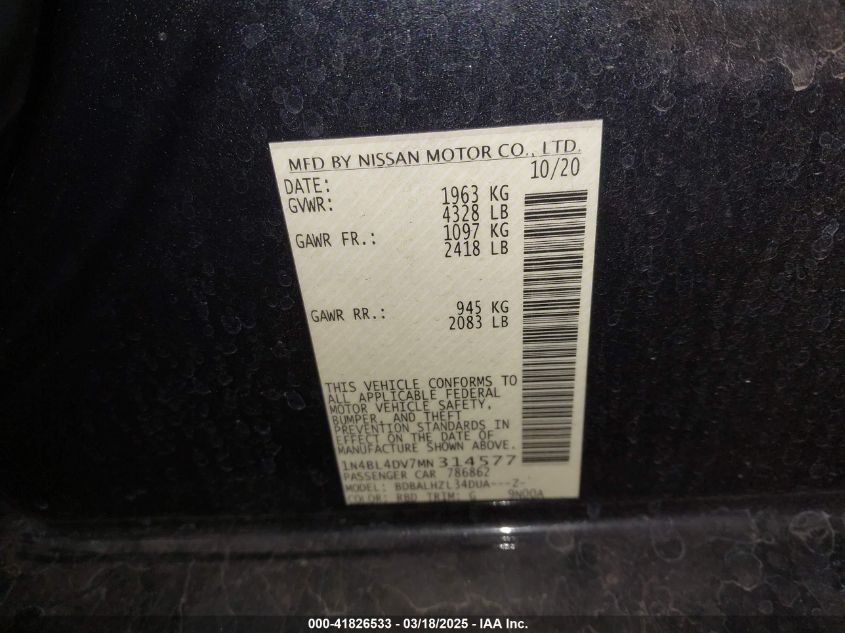 MFD BY NISSAN MOTOR CO., LTD.
DATE: 10/20
GVWR: 1963 KG
4328 LB
GAWR FR.: 1097 KG
2418 LB
GAWR RR.: 945 KG
2083 LB
THIS VEHICLE CONFORMS TO
ALL APPLICABLE FEDERAL
MOTOR VEHICLE SAFETY,
BUMPER, AND THEFT
PREVENTION STANDARDS IN
EFFECT ON THE DATE OF
MANUFACTURE SHOWN ABOVE.
1N4BL4DV7MN314577
PASSENGER CAR 786862
MODEL: BDBALHZL34DUA---Z-
COLOR: RBD TRIM: G 9NOOA
000-41826533 - 03/18/2025 - IAA Inc.